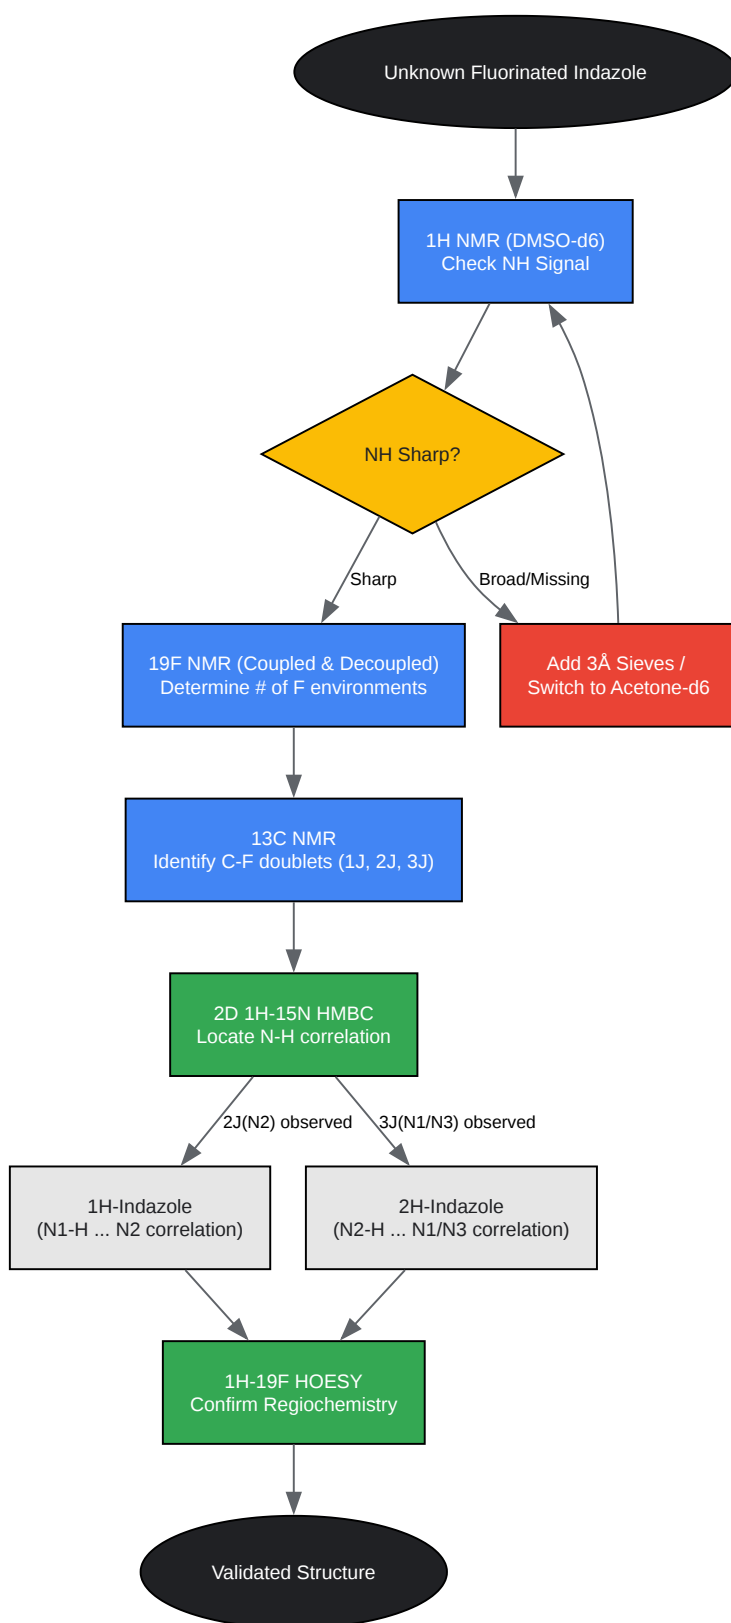 Unknown Fluorinated Indazole
1H NMR (DMSO-d6)
Check NH Signal
NH Sharp?
Sharp
Broad/Missing
19F NMR (Coupled & Decoupled)
Determine # of F environments
Add 3Å Sieves /
Switch to Acetone-d6
13C NMR
Identify C-F doublets (1J, 2J, 3J)
2D 1H-15N HMBC
Locate N-H correlation
2J(N2) observed
3J(N1/N3) observed
1H-Indazole
(N1-H ... N2 correlation)
2H-Indazole
(N2-H ... N1/N3 correlation)
1H-19F HOESY
Confirm Regiochemistry
Validated Structure